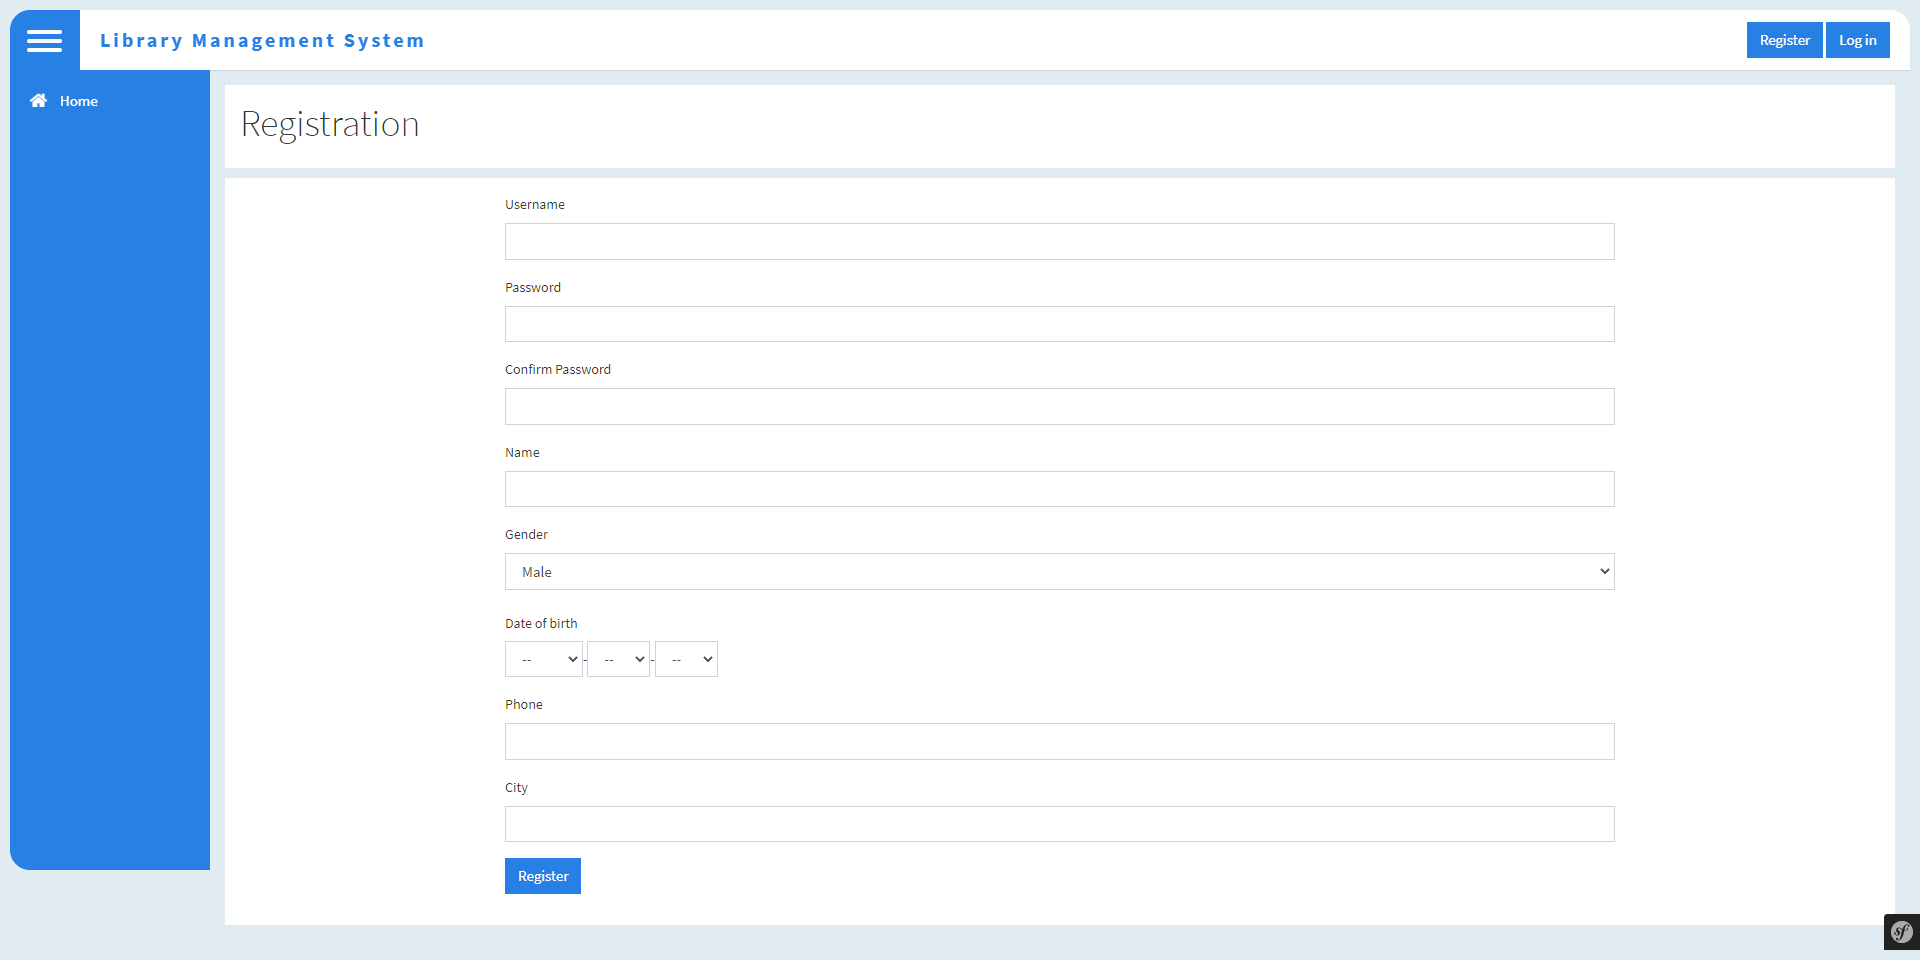 Library Management System
Register
Log in
Home
Registration
Username
Password
Confirm Password
Name
Gender
Male
Date of birth
-- - -- - --
Phone
City
Register
sf